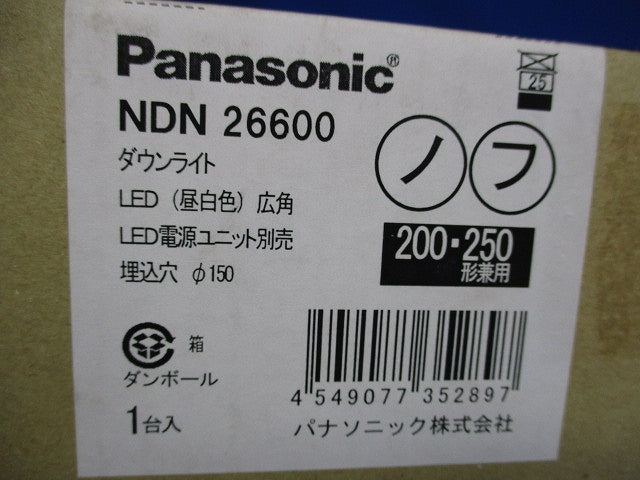 Panasonic®
25
NDN 26600
ノ フ
ダウンライト
LED（昼白色）広角
LED電源ユニット別売
200・250
形兼用
埋込穴 φ150
箱
ダンボール
1台入
4 549077 352897
パナソニック株式会社